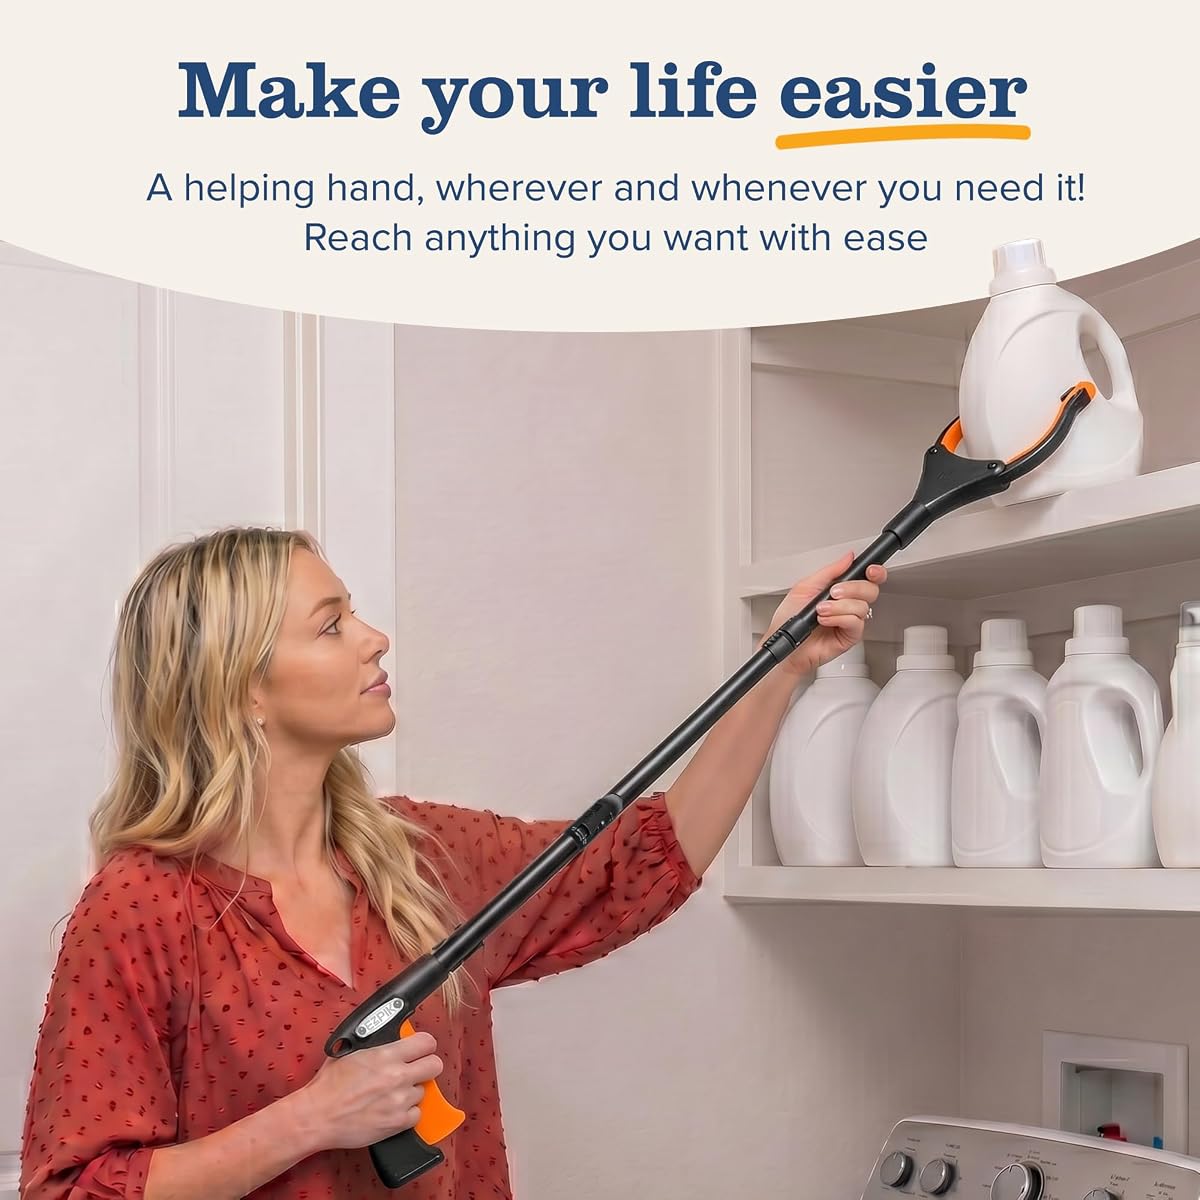 Make your life easier
A helping hand, wherever and whenever you need it!
Reach anything you want with ease
EZPIK